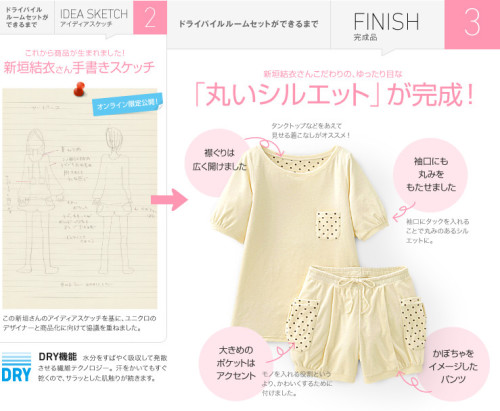 ドライパイル
ルームセットが
できるまで
IDEA SKETCH
アイディアスケッチ
2
これから商品が生まれました!
新垣結衣さん手書きスケッチ
オンライン限定公開!
この新垣さんのアイディアスケッチを基に、ユニクロの
デザイナーと商品化に向けて協議を重ねました。
DRY
DRY機能 水分をすばやく吸収して発散
させる繊維テクノロジー。汗をかいてもすぐ
乾くので、サラッとした肌触りが続きます。
ドライパイルルームセットができるまで
FINISH
完成品
3
新垣結衣さんこだわりの、ゆったり目な
「丸いシルエット」が完成!
タンクトップなどをあえて
見せる着こなしがオススメ!
襟ぐりは
広く開けました
袖口にも
丸みを
もたせました
袖口にタックを入れる
ことで丸みのあるシル
エットに。
大きめの
ポケットは
アクセント
モノを入れる役割という
より、かわいくするために
付けました。
かぼちゃを
イメージした
パンツ